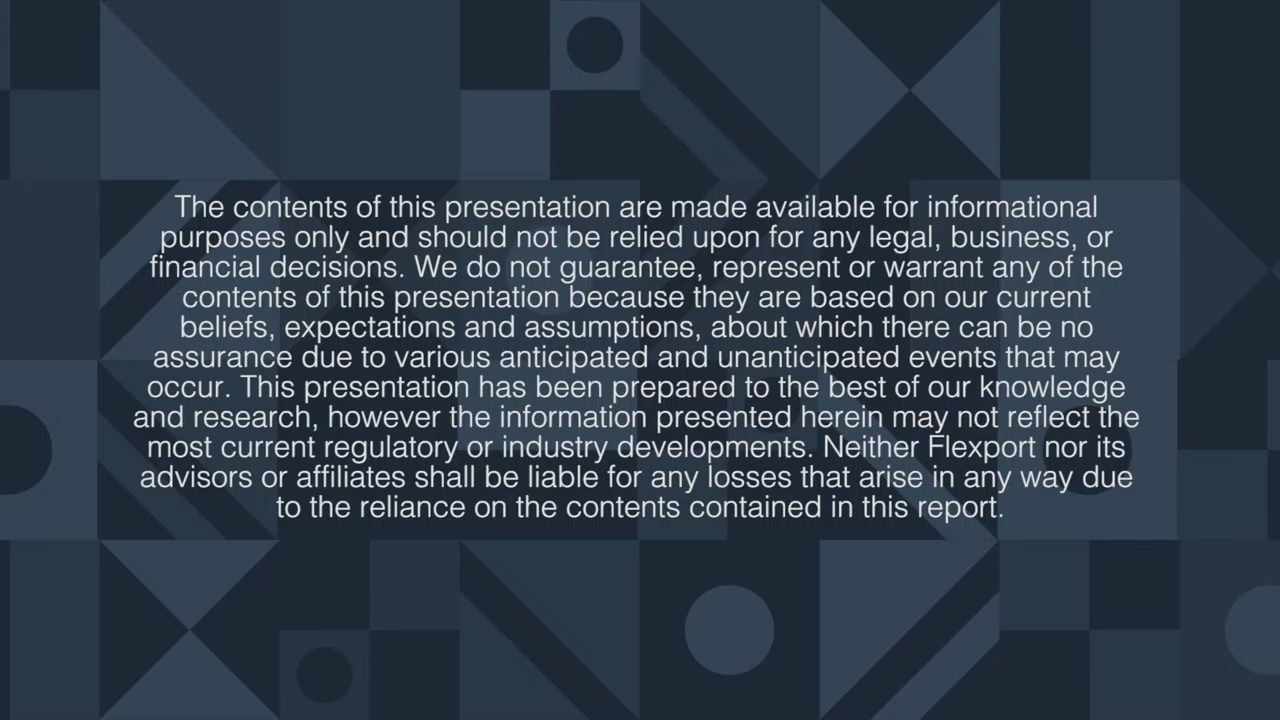 The contents of this presentation are made available for informational
purposes only and should not be relied upon for any legal, business, or
financial decisions. We do not guarantee, represent or warrant any of the
contents of this presentation because they are based on our current
beliefs, expectations and assumptions, about which there can be no
assurance due to various anticipated and unanticipated events that may
occur. This presentation has been prepared to the best of our knowledge
and research, however the information presented herein may not reflect the
most current regulatory or industry developments. Neither Flexport nor its
advisors or affiliates shall be liable for any losses that arise in any way due
to the reliance on the contents contained in this report.